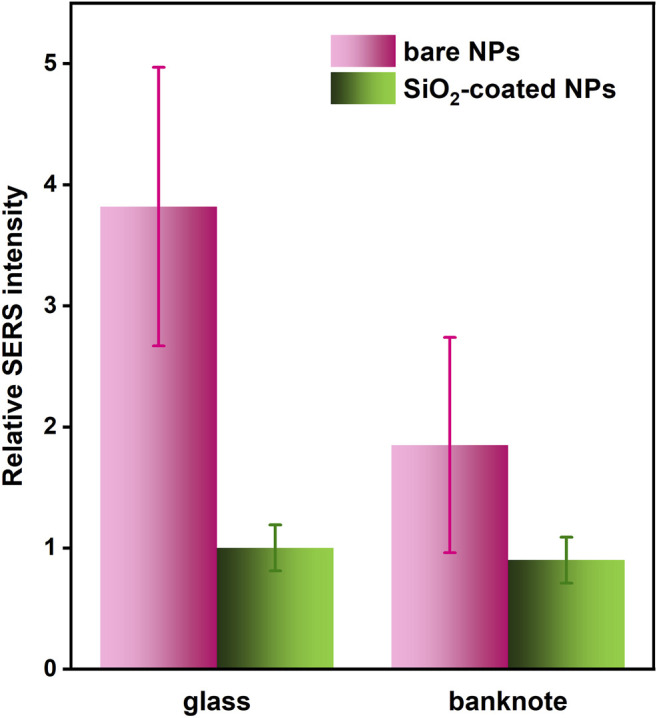 bare NPs
SiO₂-coated NPs
Relative SERS intensity
5
4
3
2
1
0
glass
banknote